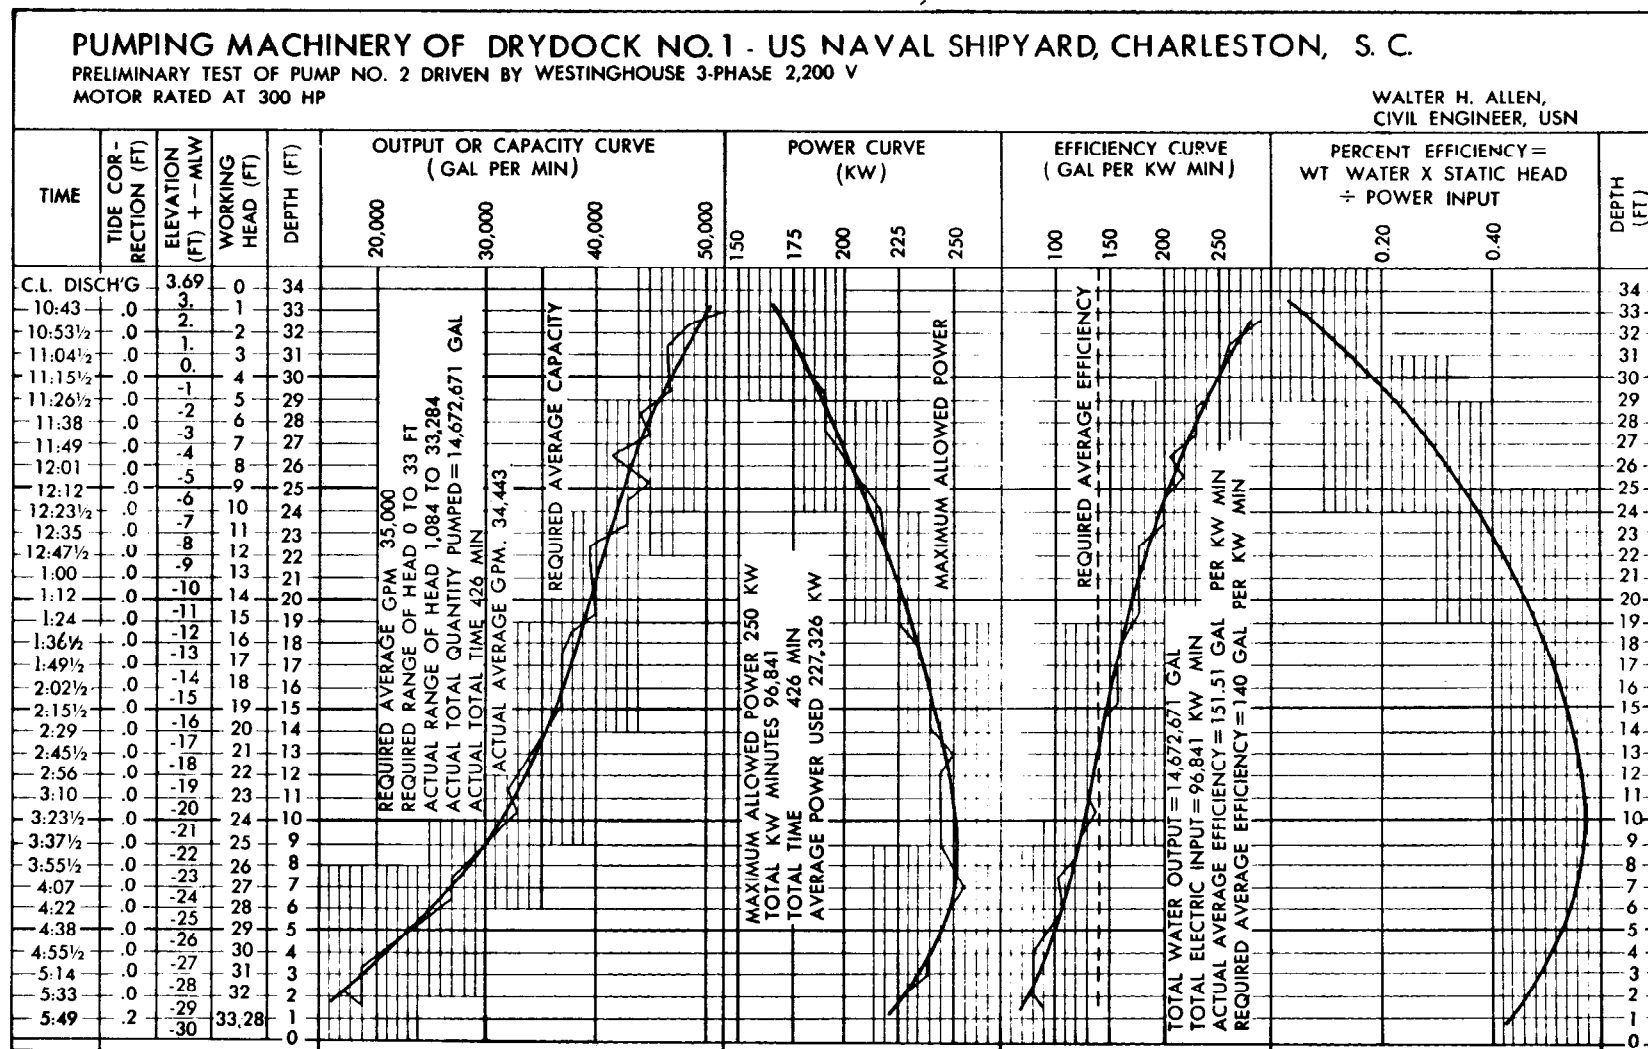 PUMPING MACHINERY OF DRYDOCK NO. 1 - US NAVAL SHIPYARD, CHARLESTON, S. C.
PRELIMINARY TEST OF PUMP NO. 2 DRIVEN BY WESTINGHOUSE 3-PHASE 2,200 V
MOTOR RATED AT 300 HP
WALTER H. ALLEN,
CIVIL ENGINEER, USN
TIME
TIDE COR-
RECTION (FT)
ELEVATION
(FT) + - MLW
WORKING
HEAD (FT)
DEPTH (FT)
OUTPUT OR CAPACITY CURVE
(GAL PER MIN)
20,000 30,000 40,000 50,000
POWER CURVE
(KW)
150 175 200 225 250
EFFICIENCY CURVE
(GAL PER KW MIN)
100 150 200 250
PERCENT EFFICIENCY=
WT WATER X STATIC HEAD
÷ POWER INPUT
0.20 0.40
DEPTH
(FT)
C.L. DISCH'G 3.69 0 34 34
10:43 .0 3. 1 33 33
10:53½ .0 2. 2 32 32
11:04½ .0 1. 3 31 31
11:15½ .0 0. 4 30 30
11:26½ .0 -1 5 29 29
11:38 .0 -2 6 28 28
11:49 .0 -3 7 27 27
12:01 .0 -4 8 26 26
12:12 .0 -5 9 25 25
12:23½ .0 -6 10 24 24
12:35 .0 -7 11 23 23
12:47½ .0 -8 12 22 22
1:00 .0 -9 13 21 21
1:12 .0 -10 14 20 20
1:24 .0 -11 15 19 19
1:36½ .0 -12 16 18 18
1:49½ .0 -13 17 17 17
2:02½ .0 -14 18 16 16
2:15½ .0 -15 19 15 15
2:29 .0 -16 20 14 14
2:45½ .0 -17 21 13 13
2:56 .0 -18 22 12 12
3:10 .0 -19 23 11 11
3:23½ .0 -20 24 10 10
3:37½ .0 -21 25 9 9
3:55½ .0 -22 26 8 8
4:07 .0 -23 27 7 7
4:22 .0 -24 28 6 6
4:38 .0 -25 29 5 5
4:55½ .0 -26 30 4 4
5:14 .0 -27 31 3 3
5:33 .0 -28 32 2 2
5:49 .2 -29 33.28 1 1
-30 0 0
REQUIRED AVERAGE GPM 35,000
REQUIRED RANGE OF HEAD 0 TO 33 FT
ACTUAL RANGE OF HEAD 1,084 TO 33,284
ACTUAL TOTAL QUANTITY PUMPED=14,672,671 GAL
ACTUAL TOTAL TIME 426 MIN
ACTUAL AVERAGE GPM. 34,443
REQUIRED AVERAGE CAPACITY
MAXIMUM ALLOWED POWER 250 KW
TOTAL KW MINUTES 96,841
TOTAL TIME 426 MIN
AVERAGE POWER USED 227,326 KW
MAXIMUM ALLOWED POWER
REQUIRED AVERAGE EFFICIENCY
TOTAL WATER OUTPUT=14,672,671 GAL
TOTAL ELECTRIC INPUT=96,841 KW MIN
ACTUAL AVERAGE EFFICIENCY=151.51 GAL PER KW MIN
REQUIRED AVERAGE EFFICIENCY=140 GAL PER KW MIN